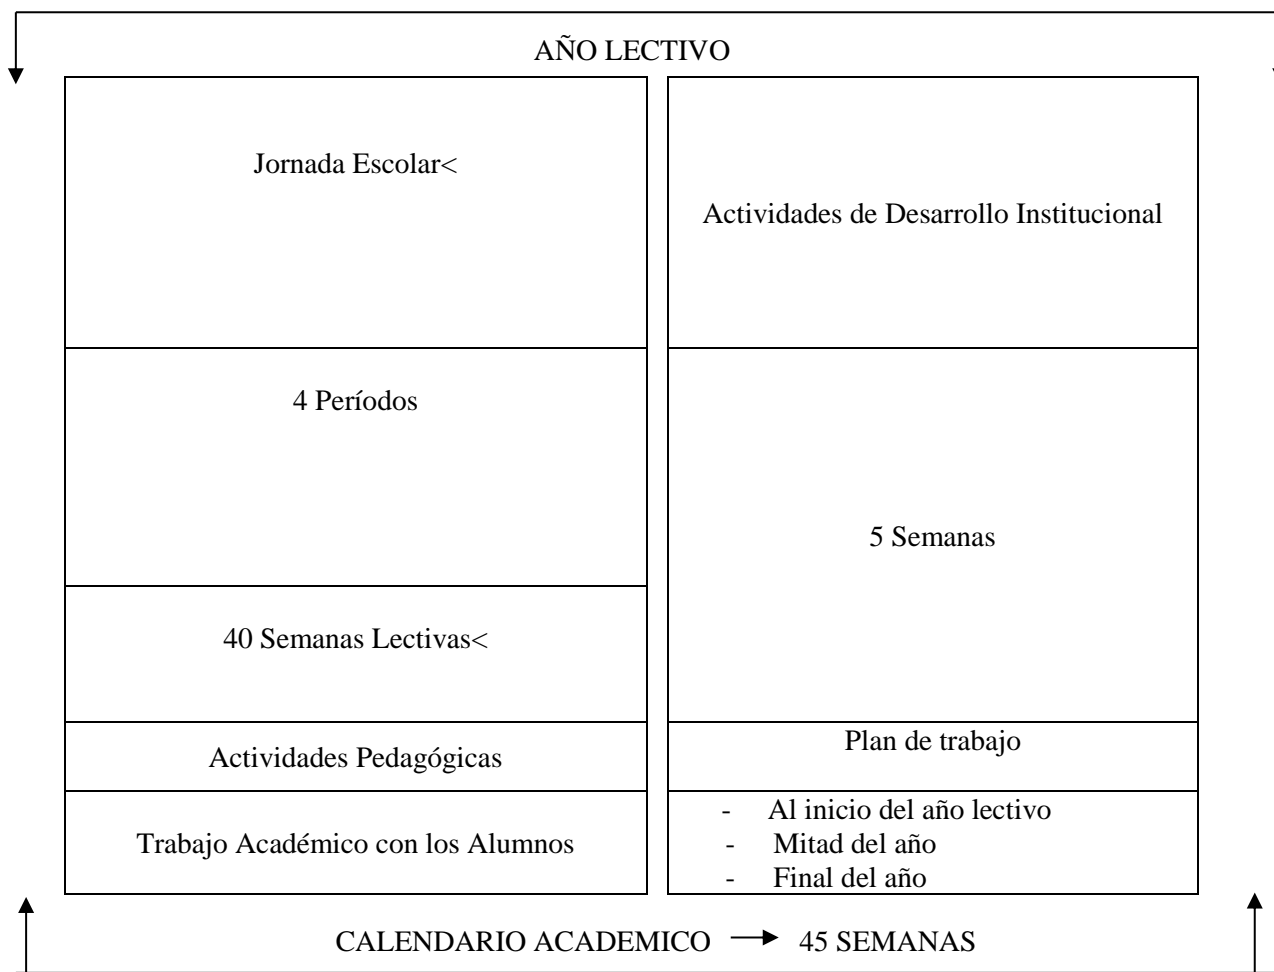 AÑO LECTIVO
Jornada Escolar<
4 Períodos
40 Semanas Lectivas<
Actividades Pedagógicas
Trabajo Académico con los Alumnos
Actividades de Desarrollo Institucional
5 Semanas
Plan de trabajo
- Al inicio del año lectivo
- Mitad del año
- Final del año
CALENDARIO ACADEMICO → 45 SEMANAS